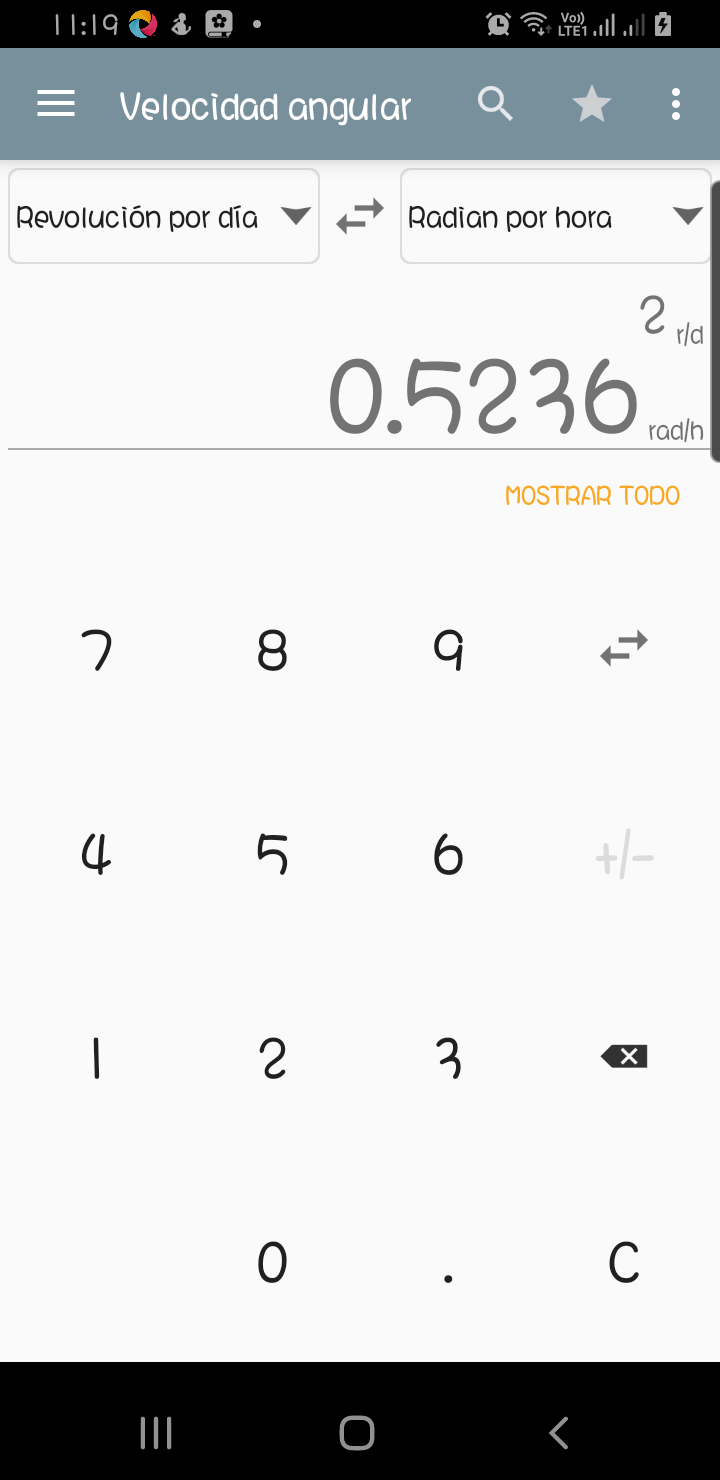 11:19 Vo)) LTE1
Velocidad angular
Revolución por día Radian por hora
2 r/d
0.5236 rad/h
MOSTRAR TODO
7 8 9
4 5 6 +/-
1 2 3
0 . C